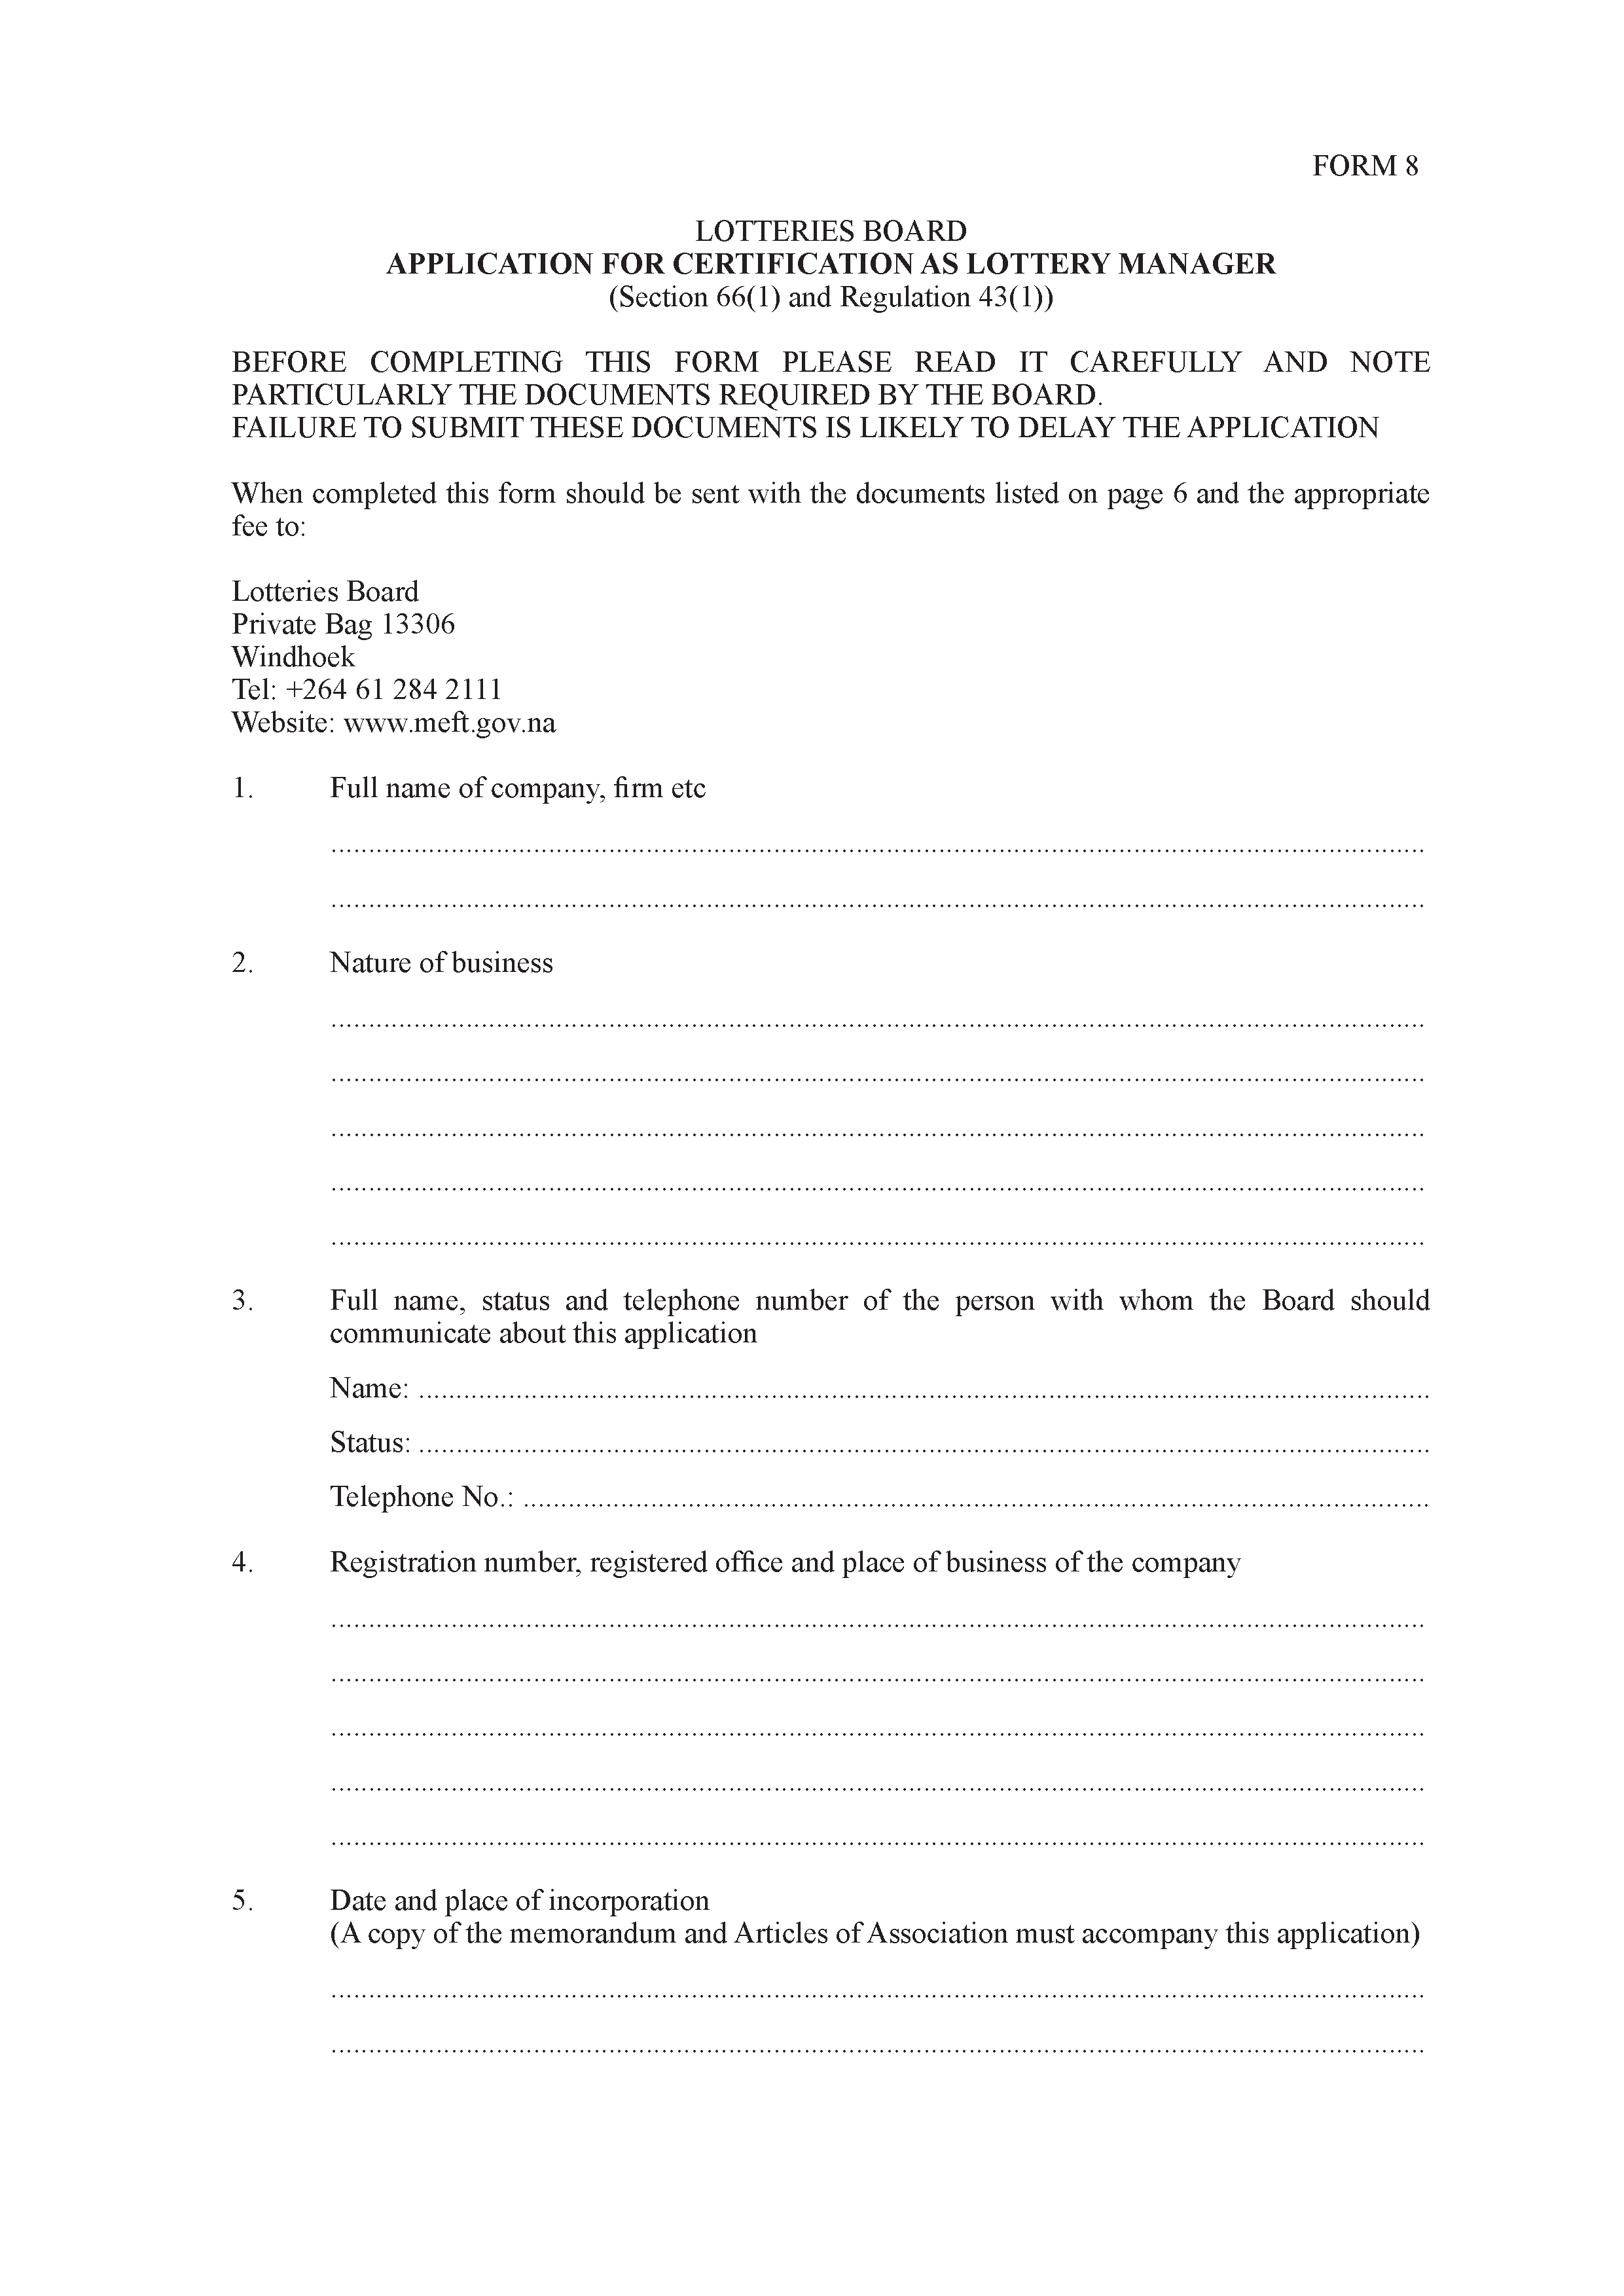 FORM 8
LOTTERIES BOARD
APPLICATION FOR CERTIFICATION AS LOTTERY MANAGER
(Section 66(1) and Regulation 43(1))
BEFORE COMPLETING THIS FORM PLEASE READ IT CAREFULLY AND NOTE
PARTICULARLY THE DOCUMENTS REQUIRED BY THE BOARD.
FAILURE TO SUBMIT THESE DOCUMENTS IS LIKELY TO DELAY THE APPLICATION
When completed this form should be sent with the documents listed on page 6 and the appropriate
fee to:
Lotteries Board
Private Bag 13306
Windhoek
Tel: +264 61 284 2111
Website: www.meft.gov.na
1. Full name of company, firm etc
2. Nature of business
3. Full name, status and telephone number of the person with whom the Board should
communicate about this application
Name:
Status:
Telephone No.:
4. Registration number, registered office and place of business of the company
5. Date and place of incorporation
(A copy of the memorandum and Articles of Association must accompany this application)